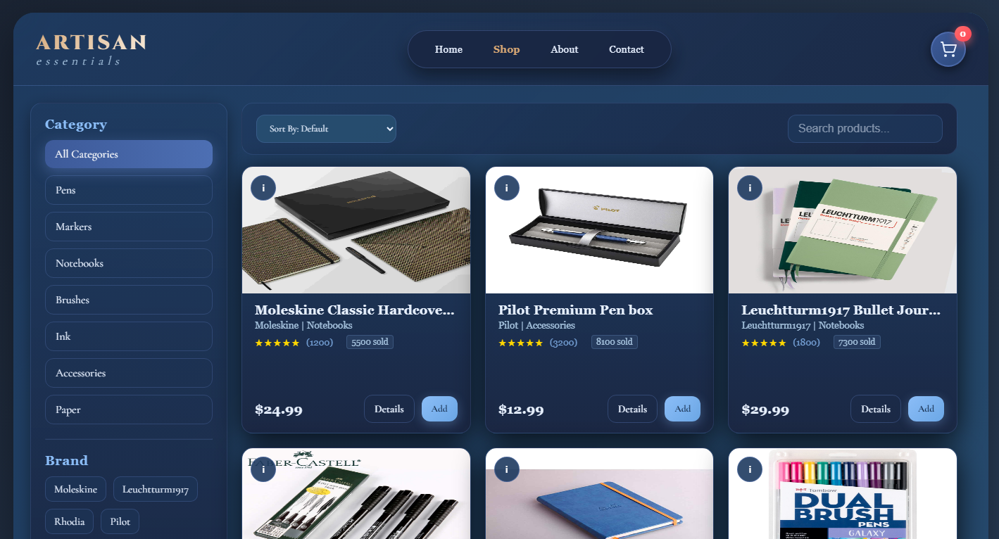 ARTISAN
essentials
Home
Shop
About
Contact
0
Category
All Categories
Pens
Markers
Notebooks
Brushes
Ink
Accessories
Paper
Brand
Moleskine
Leuchtturm1917
Rhodia
Pilot
Sort By: Default
Search products...
i
Moleskine Classic Hardcove...
Moleskine | Notebooks
★★★★★ (1200)
5500 sold
$24.99
Details
Add
i
PILOT
Pilot Premium Pen box
Pilot | Accessories
★★★★★ (3200)
8100 sold
$12.99
Details
Add
i
LEUCHTTURM1917
Leuchtturm1917 Bullet Jour...
Leuchtturm1917 | Notebooks
★★★★★ (1800)
7300 sold
$29.99
Details
Add
i
FABER-CASTELL
i
i
Tombow
DUAL
BRUSH
PENS
GALAXY